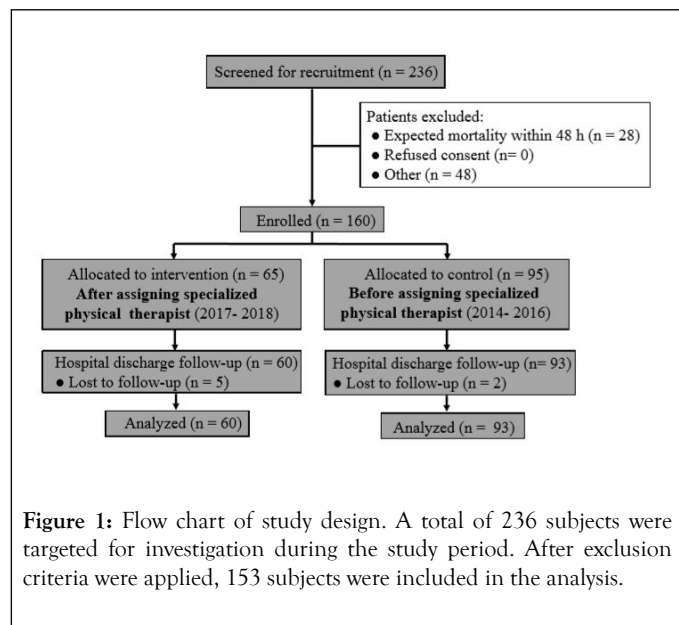 Screened for recruitment (n = 236)
Patients excluded:
● Expected mortality within 48 h (n = 28)
● Refused consent (n= 0)
● Other (n = 48)
Enrolled (n = 160)
Allocated to intervention (n = 65)
After assigning specialized
physical therapist (2017- 2018)
Allocated to control (n = 95)
Before assigning specialized
physical therapist (2014- 2016)
Hospital discharge follow-up (n = 60)
● Lost to follow-up (n = 5)
Hospital discharge follow-up (n= 93)
● Lost to follow-up (n = 2)
Analyzed (n = 60)
Analyzed (n = 93)
Figure 1: Flow chart of study design. A total of 236 subjects were
targeted for investigation during the study period. After exclusion
criteria were applied, 153 subjects were included in the analysis.